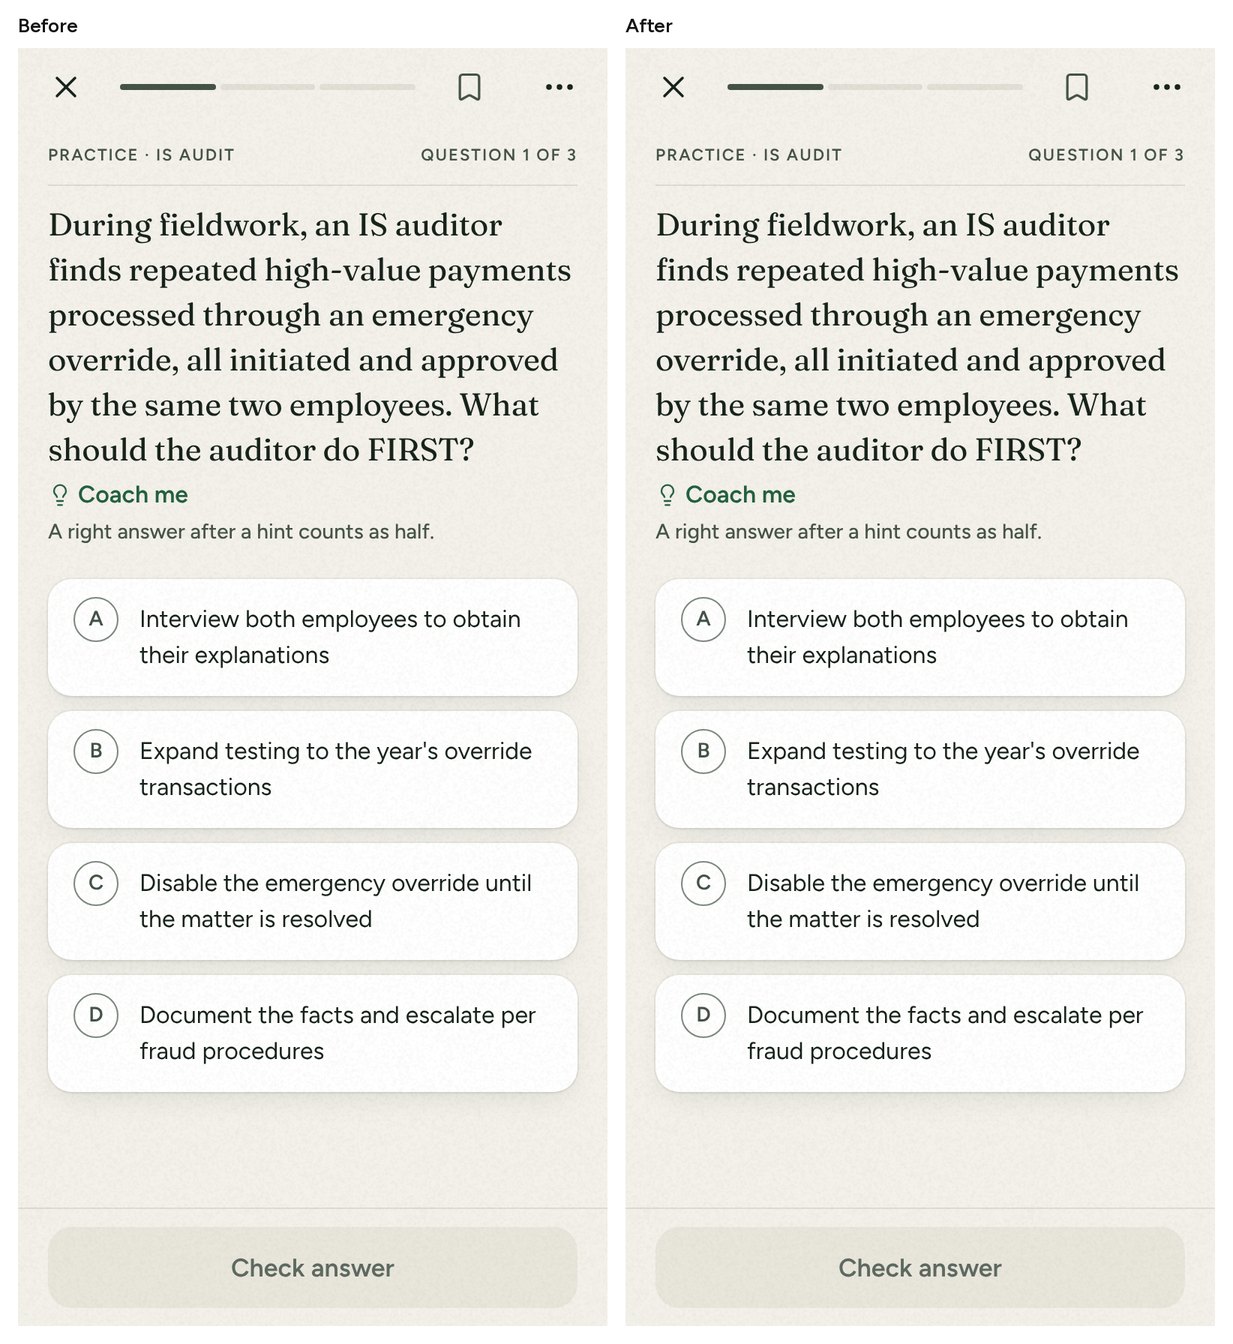 Before
PRACTICE · IS AUDIT
QUESTION 1 OF 3
During fieldwork, an IS auditor
finds repeated high-value payments
processed through an emergency
override, all initiated and approved
by the same two employees. What
should the auditor do FIRST?
Coach me
A right answer after a hint counts as half.
A
Interview both employees to obtain
their explanations
B
Expand testing to the year's override
transactions
C
Disable the emergency override until
the matter is resolved
D
Document the facts and escalate per
fraud procedures
Check answer
After
PRACTICE · IS AUDIT
QUESTION 1 OF 3
During fieldwork, an IS auditor
finds repeated high-value payments
processed through an emergency
override, all initiated and approved
by the same two employees. What
should the auditor do FIRST?
Coach me
A right answer after a hint counts as half.
A
Interview both employees to obtain
their explanations
B
Expand testing to the year's override
transactions
C
Disable the emergency override until
the matter is resolved
D
Document the facts and escalate per
fraud procedures
Check answer